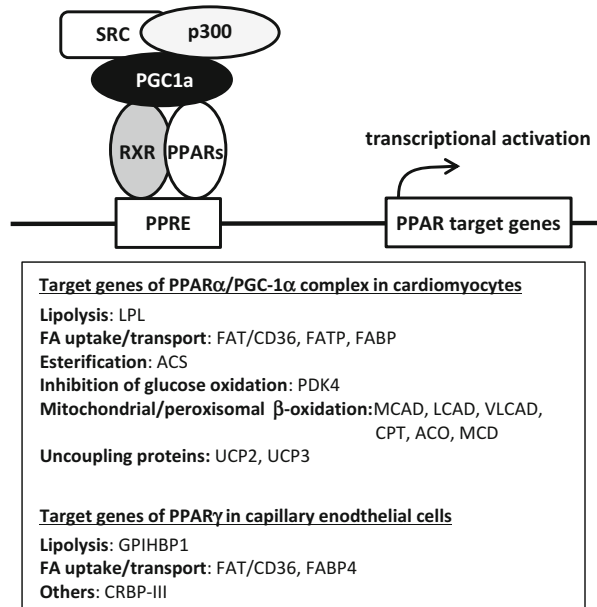 SRC
p300
PGC1a
RXR
PPARs
transcriptional activation
PPRE
PPAR target genes
Target genes of PPARα/PGC-1α complex in cardiomyocytes
Lipolysis: LPL
FA uptake/transport: FAT/CD36, FATP, FABP
Esterification: ACS
Inhibition of glucose oxidation: PDK4
Mitochondrial/peroxisomal β-oxidation:MCAD, LCAD, VLCAD,
CPT, ACO, MCD
Uncoupling proteins: UCP2, UCP3
Target genes of PPARγ in capillary enodthelial cells
Lipolysis: GPIHBP1
FA uptake/transport: FAT/CD36, FABP4
Others: CRBP-III